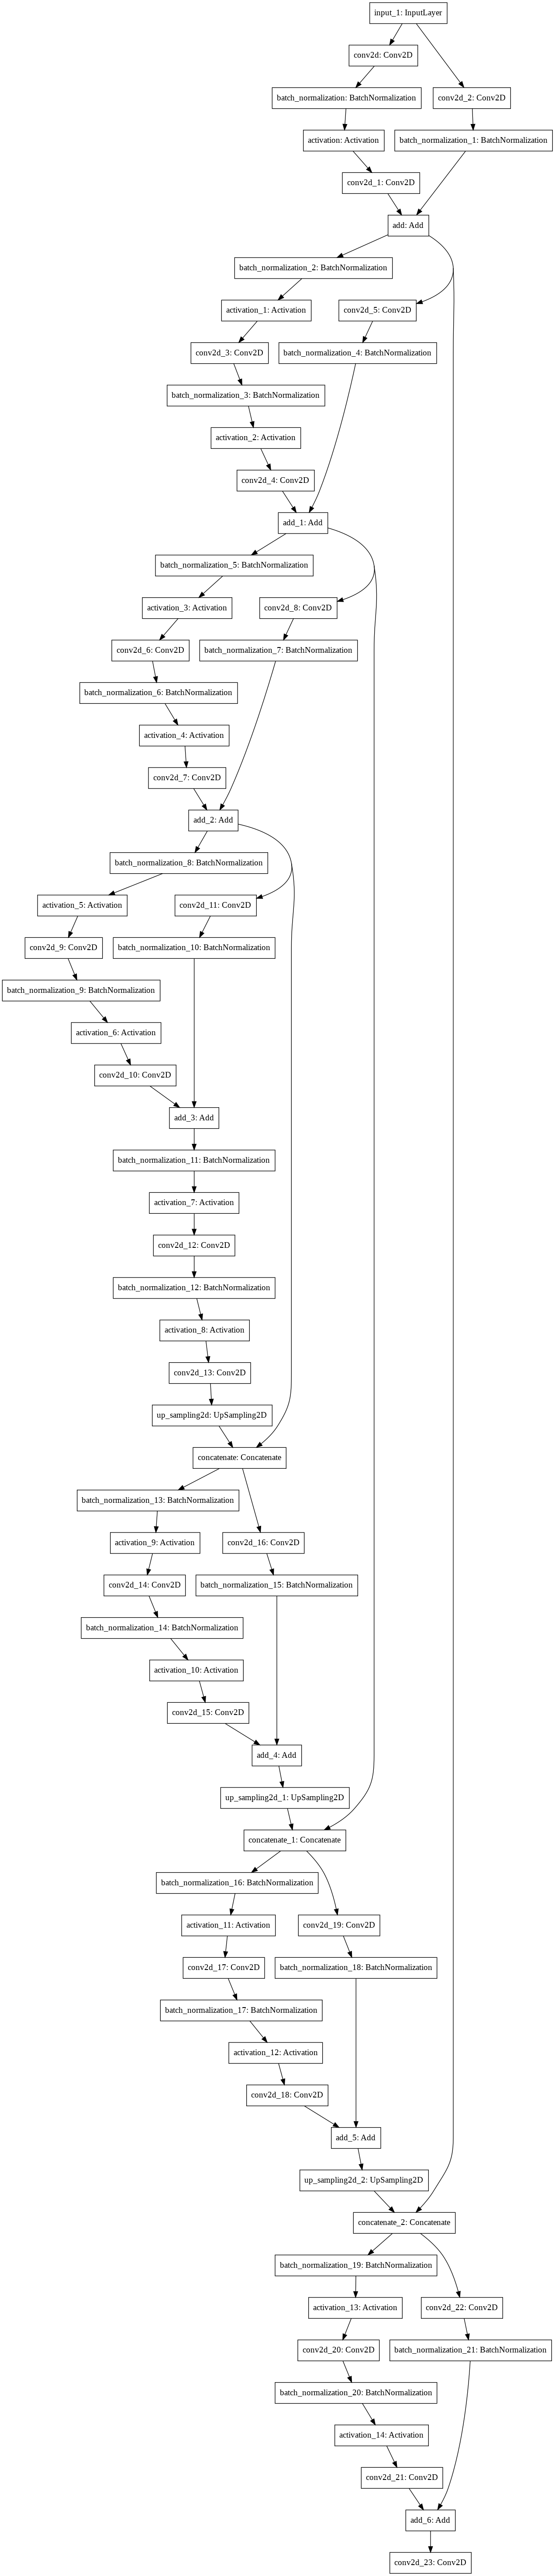 input_1: InputLayer
conv2d: Conv2D
batch_normalization: BatchNormalization
conv2d_2: Conv2D
activation: Activation
batch_normalization_1: BatchNormalization
conv2d_1: Conv2D
add: Add
batch_normalization_2: BatchNormalization
activation_1: Activation
conv2d_5: Conv2D
conv2d_3: Conv2D
batch_normalization_4: BatchNormalization
batch_normalization_3: BatchNormalization
activation_2: Activation
conv2d_4: Conv2D
add_1: Add
batch_normalization_5: BatchNormalization
activation_3: Activation
conv2d_8: Conv2D
conv2d_6: Conv2D
batch_normalization_7: BatchNormalization
batch_normalization_6: BatchNormalization
activation_4: Activation
conv2d_7: Conv2D
add_2: Add
batch_normalization_8: BatchNormalization
activation_5: Activation
conv2d_11: Conv2D
conv2d_9: Conv2D
batch_normalization_10: BatchNormalization
batch_normalization_9: BatchNormalization
activation_6: Activation
conv2d_10: Conv2D
add_3: Add
batch_normalization_11: BatchNormalization
activation_7: Activation
conv2d_12: Conv2D
batch_normalization_12: BatchNormalization
activation_8: Activation
conv2d_13: Conv2D
up_sampling2d: UpSampling2D
concatenate: Concatenate
batch_normalization_13: BatchNormalization
activation_9: Activation
conv2d_16: Conv2D
conv2d_14: Conv2D
batch_normalization_15: BatchNormalization
batch_normalization_14: BatchNormalization
activation_10: Activation
conv2d_15: Conv2D
add_4: Add
up_sampling2d_1: UpSampling2D
concatenate_1: Concatenate
batch_normalization_16: BatchNormalization
activation_11: Activation
conv2d_19: Conv2D
conv2d_17: Conv2D
batch_normalization_18: BatchNormalization
batch_normalization_17: BatchNormalization
activation_12: Activation
conv2d_18: Conv2D
add_5: Add
up_sampling2d_2: UpSampling2D
concatenate_2: Concatenate
batch_normalization_19: BatchNormalization
activation_13: Activation
conv2d_22: Conv2D
conv2d_20: Conv2D
batch_normalization_21: BatchNormalization
batch_normalization_20: BatchNormalization
activation_14: Activation
conv2d_21: Conv2D
add_6: Add
conv2d_23: Conv2D